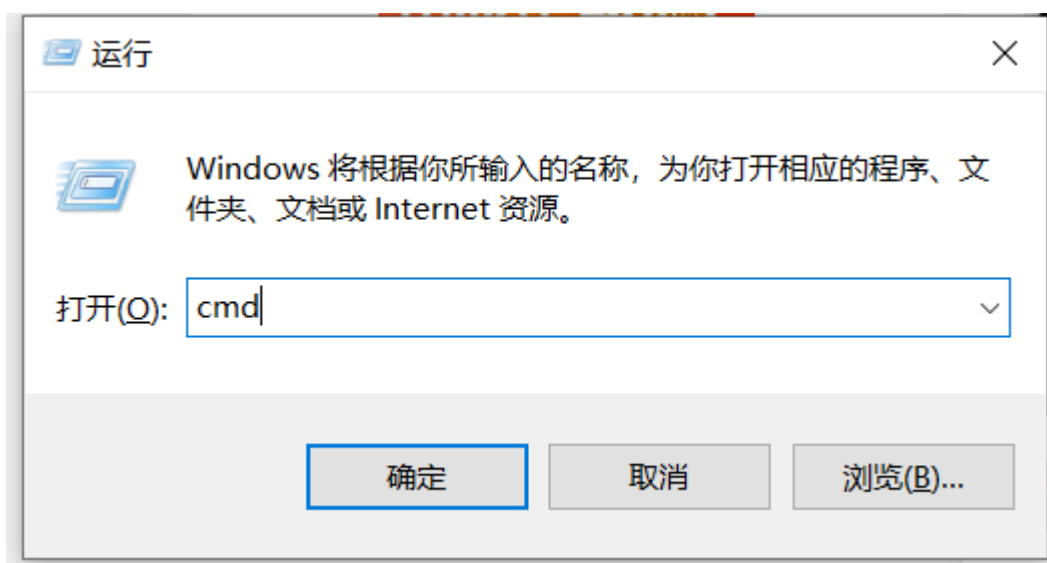 运行
Windows 将根据你所输入的名称，为你打开相应的程序、文
件夹、文档或 Internet 资源。
打开(O): cmd
确定 取消 浏览(B)...